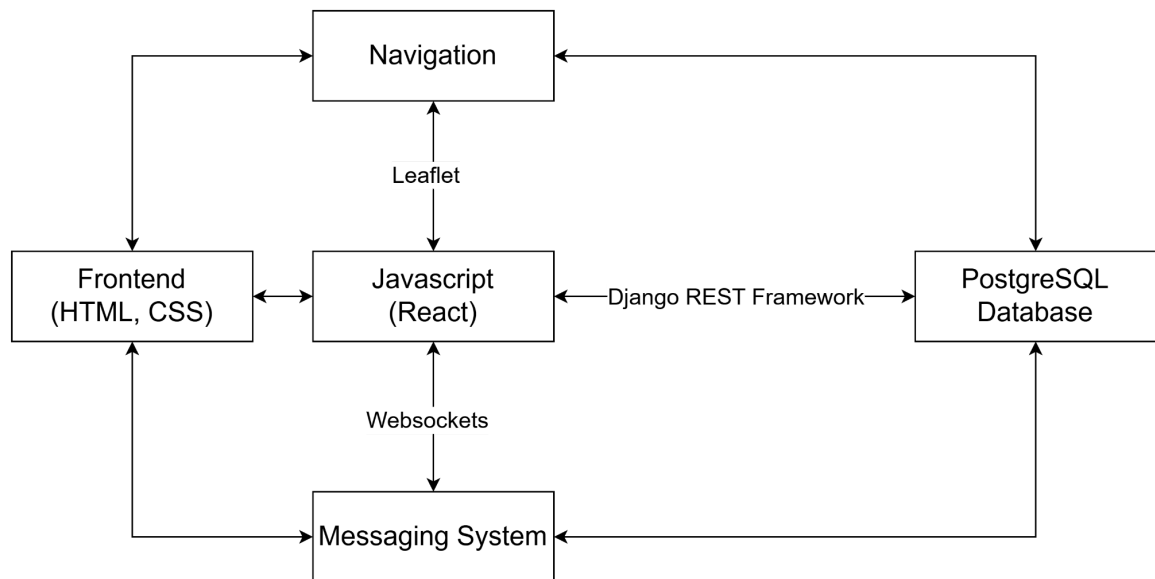 Navigation
Leaflet
Frontend
(HTML, CSS)
Javascript
(React)
Django REST Framework
PostgreSQL
Database
Websockets
Messaging System